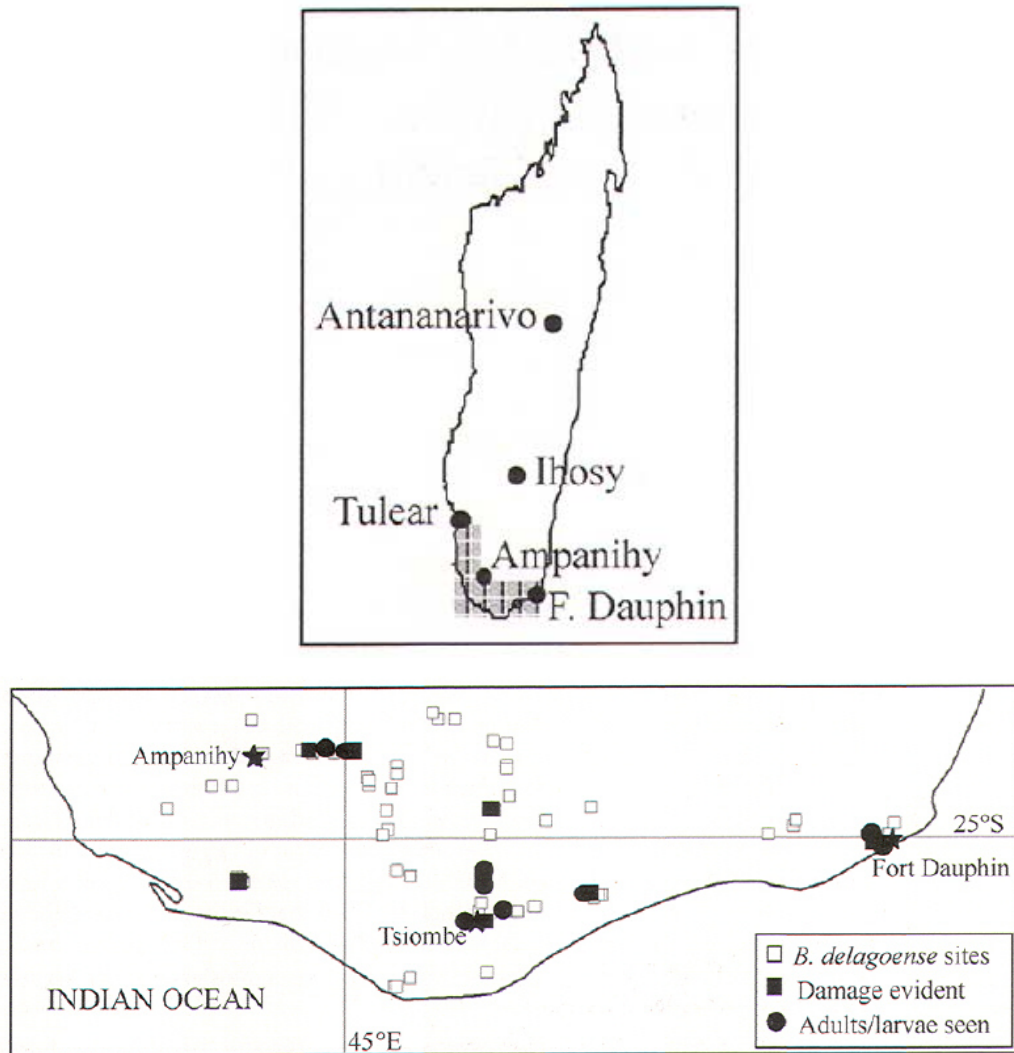 Antananarivo
Ihosy
Tulear
Ampanihy
F. Dauphin
Ampanihy
25°S
Fort Dauphin
Tsiombe
B. delagoense sites
Damage evident
Adults/larvae seen
INDIAN OCEAN
45°E